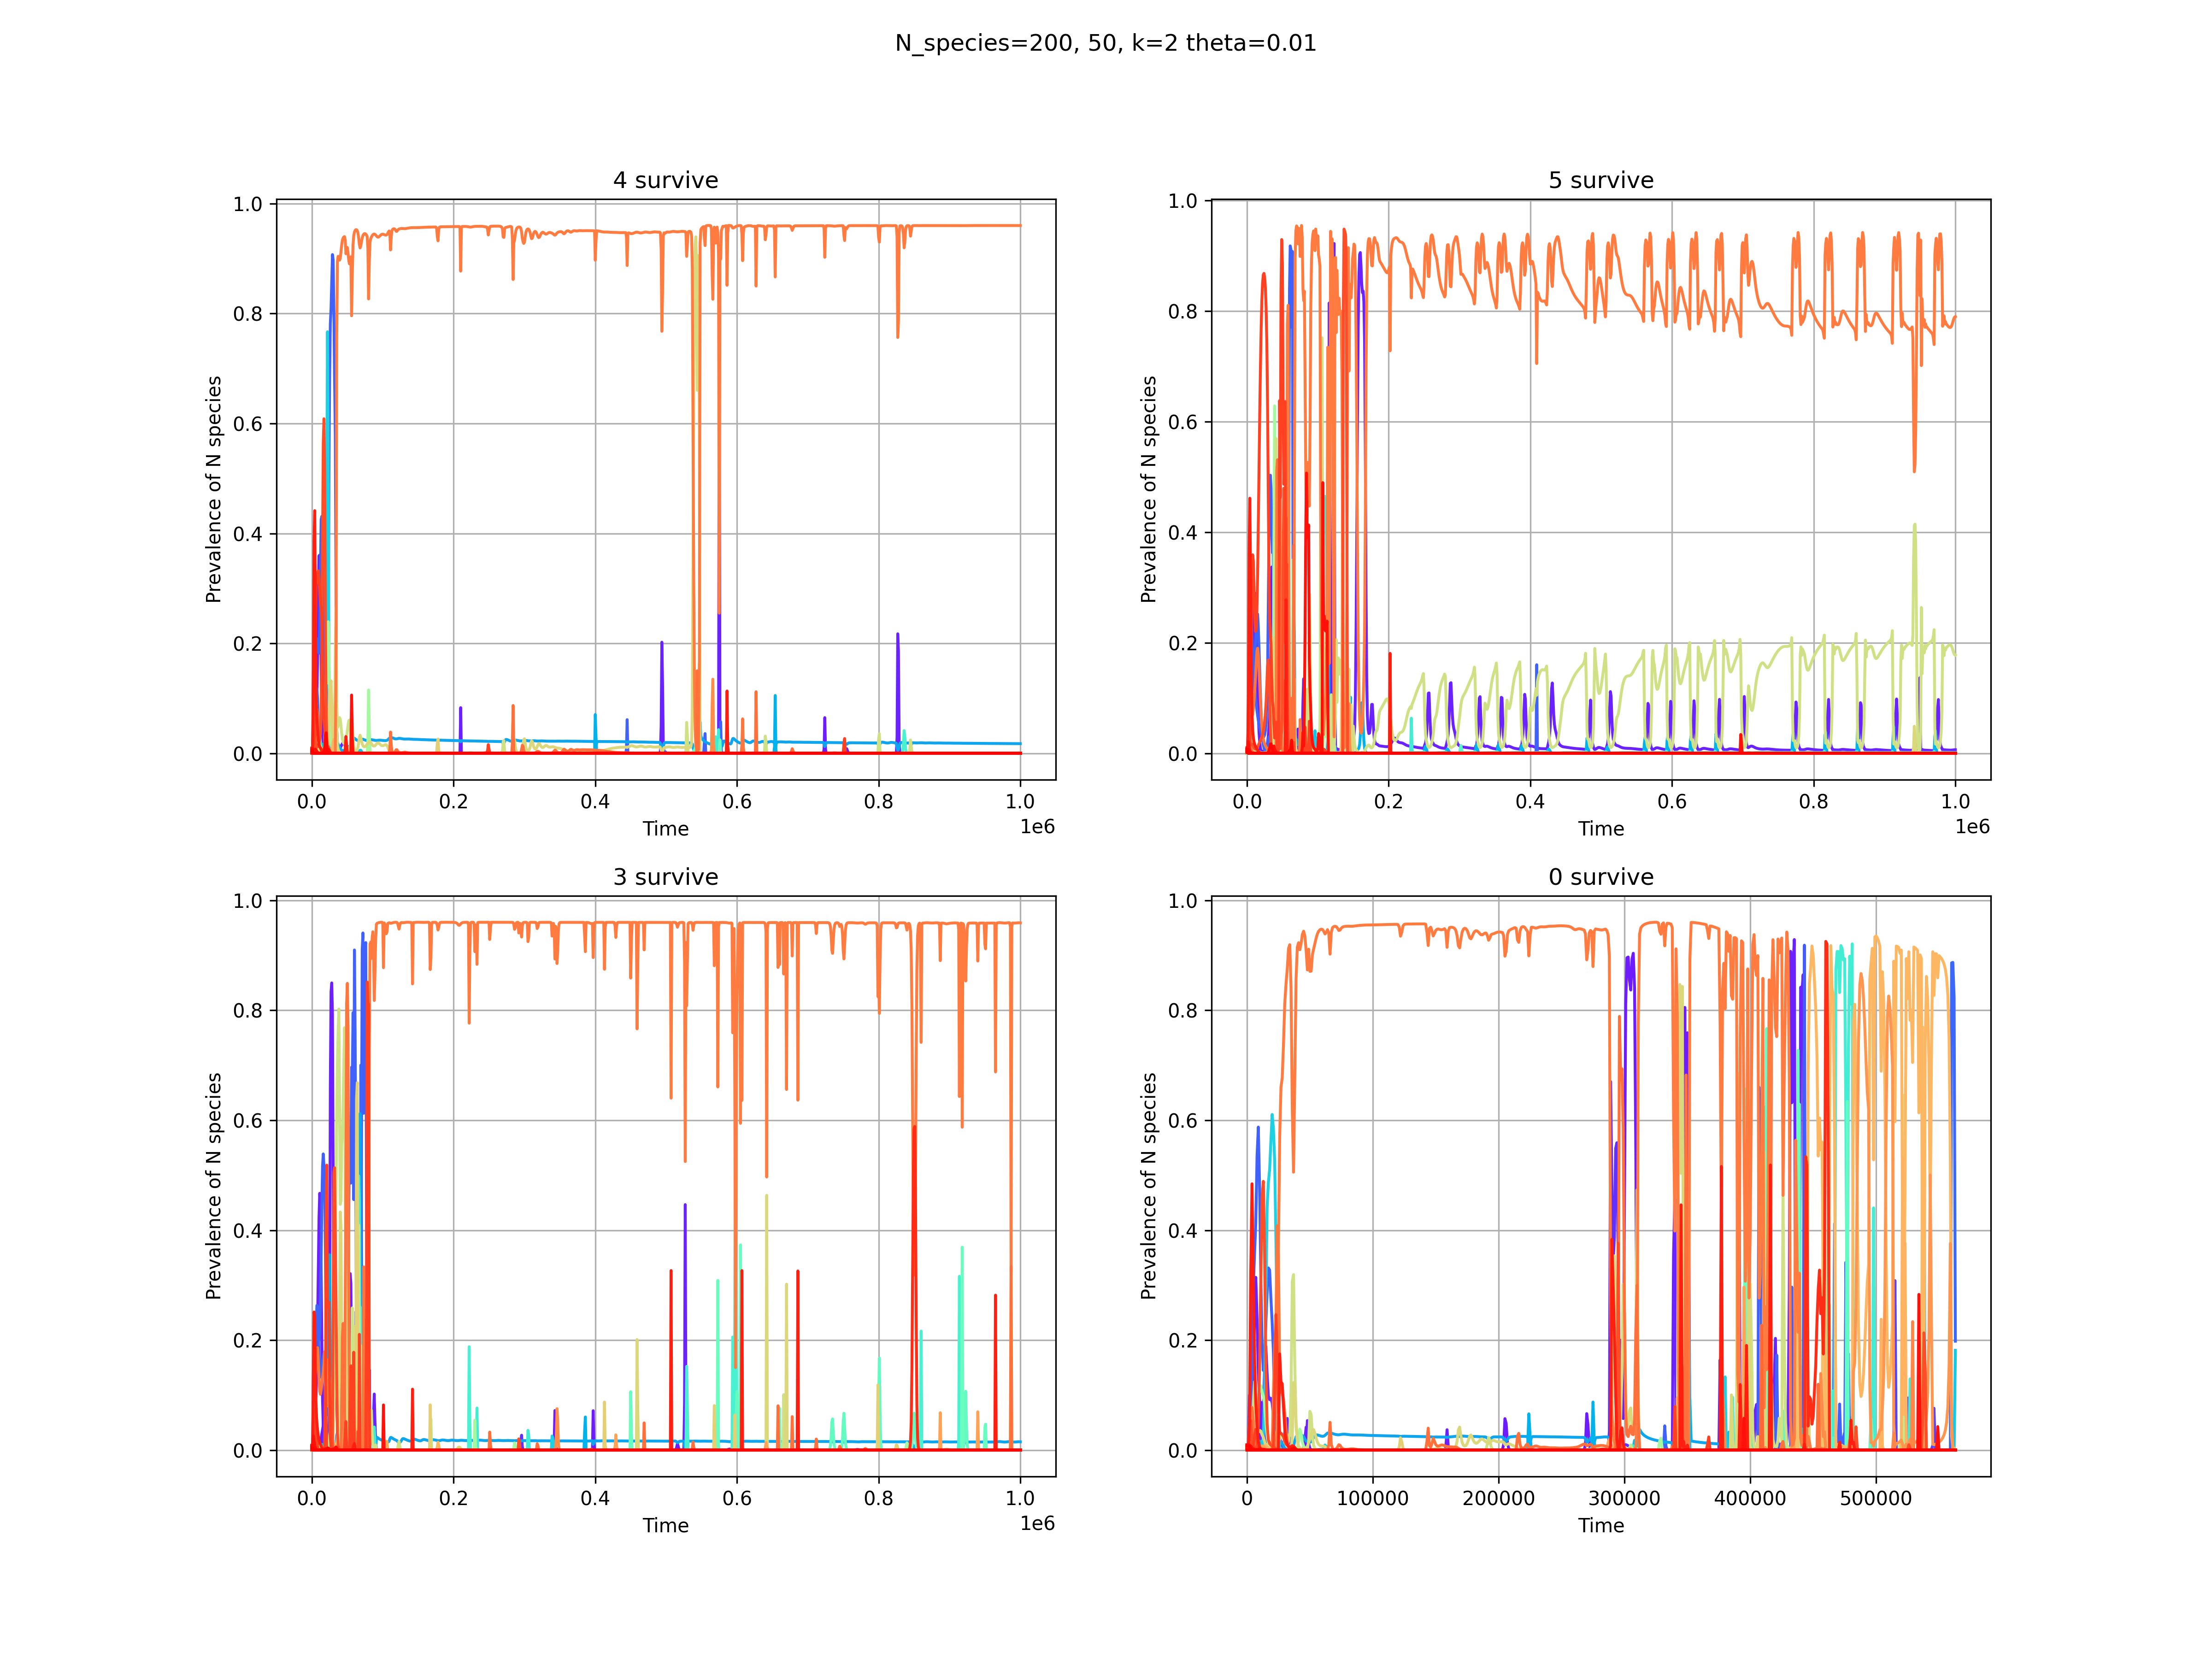 N_species=200, 50, k=2 theta=0.01
4 survive
Prevalence of N species
1.0
0.8
0.6
0.4
0.2
0.0
0.0 0.2 0.4 0.6 0.8 1.0
Time
1e6
5 survive
Prevalence of N species
1.0
0.8
0.6
0.4
0.2
0.0
0.0 0.2 0.4 0.6 0.8 1.0
Time
1e6
3 survive
Prevalence of N species
1.0
0.8
0.6
0.4
0.2
0.0
0.0 0.2 0.4 0.6 0.8 1.0
Time
1e6
0 survive
Prevalence of N species
1.0
0.8
0.6
0.4
0.2
0.0
0 100000 200000 300000 400000 500000
Time